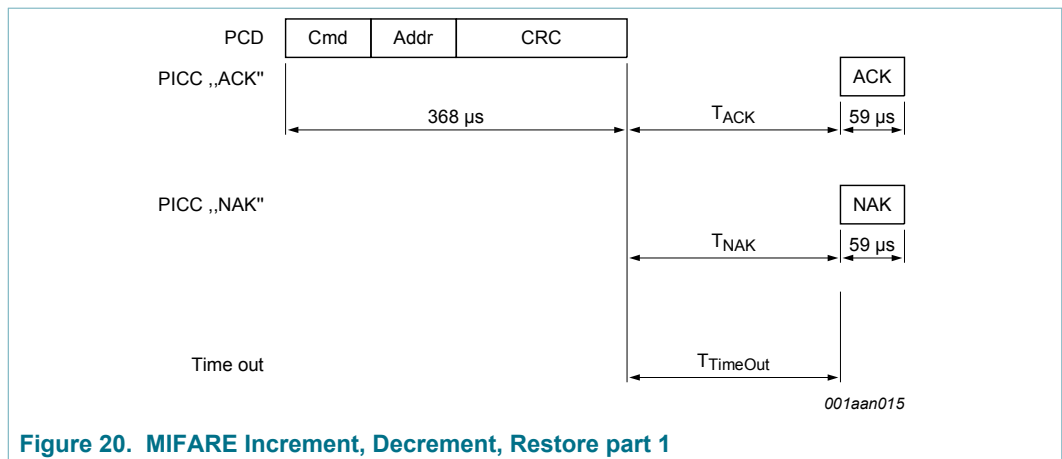 PCD Cmd Addr CRC
PICC ,,ACK" ACK
368 µs TACK 59 µs
PICC ,,NAK" NAK
TNAK 59 µs
Time out TTimeOut
001aan015
Figure 20. MIFARE Increment, Decrement, Restore part 1